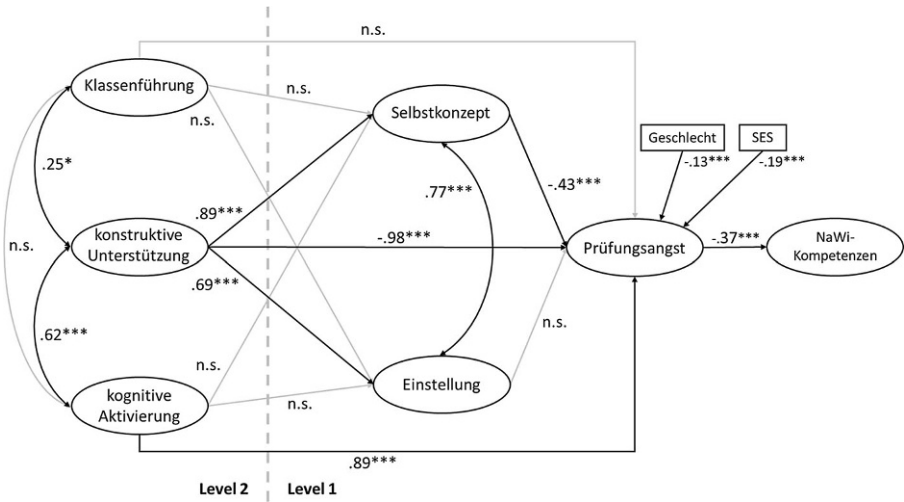 n.s.
Klassenführung
n.s.
n.s.
Selbstkonzept
Geschlecht
SES
-.13***
-.19***
.25*
.77***
-.43***
.89***
n.s.
konstruktive
Unterstützung
-.98***
Prüfungsangst
-.37***
NaWi-
Kompetenzen
.69***
.62***
n.s.
n.s.
Einstellung
kognitive
Aktivierung
n.s.
.89***
Level 2
Level 1